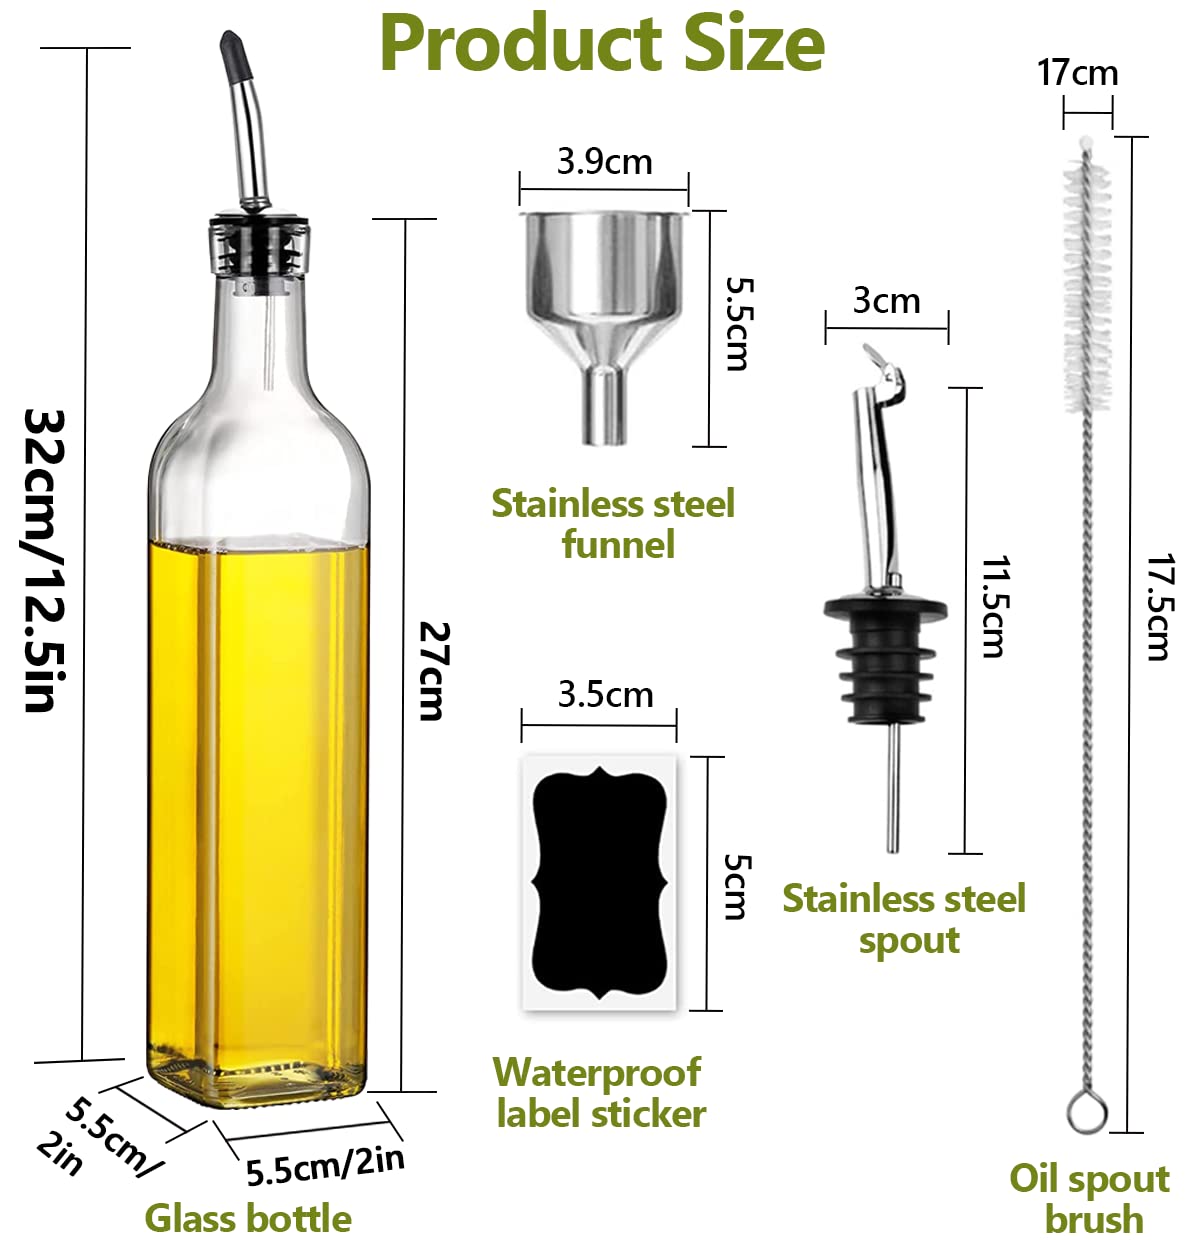 Product Size
32cm/12.5in
27cm
5.5cm/
2in
5.5cm/2in
Glass bottle
3.9cm
5.5cm
Stainless steel
funnel
3.5cm
5cm
Waterproof
label sticker
3cm
11.5cm
Stainless steel
spout
17cm
17.5cm
Oil spout
brush